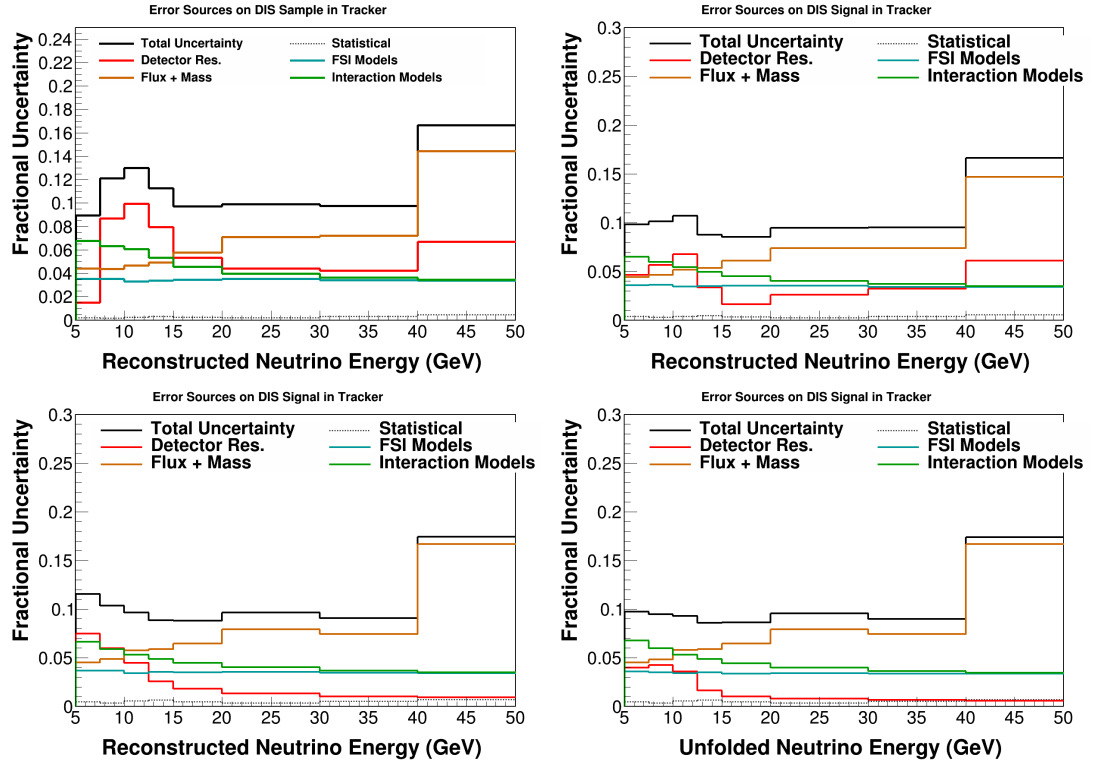 Error Sources on DIS Sample in Tracker
Fractional Uncertainty
Total Uncertainty
Statistical
Detector Res.
FSI Models
Flux + Mass
Interaction Models
0.24
0.22
0.2
0.18
0.16
0.14
0.12
0.1
0.08
0.06
0.04
0.02
0
5 10 15 20 25 30 35 40 45 50
Reconstructed Neutrino Energy (GeV)
Error Sources on DIS Signal in Tracker
Fractional Uncertainty
Total Uncertainty
Statistical
Detector Res.
FSI Models
Flux + Mass
Interaction Models
0.3
0.25
0.2
0.15
0.1
0.05
0
5 10 15 20 25 30 35 40 45 50
Reconstructed Neutrino Energy (GeV)
Error Sources on DIS Signal in Tracker
Fractional Uncertainty
Total Uncertainty
Statistical
Detector Res.
FSI Models
Flux + Mass
Interaction Models
0.3
0.25
0.2
0.15
0.1
0.05
0
5 10 15 20 25 30 35 40 45 50
Reconstructed Neutrino Energy (GeV)
Error Sources on DIS Signal in Tracker
Fractional Uncertainty
Total Uncertainty
Statistical
Detector Res.
FSI Models
Flux + Mass
Interaction Models
0.3
0.25
0.2
0.15
0.1
0.05
0
5 10 15 20 25 30 35 40 45 50
Unfolded Neutrino Energy (GeV)